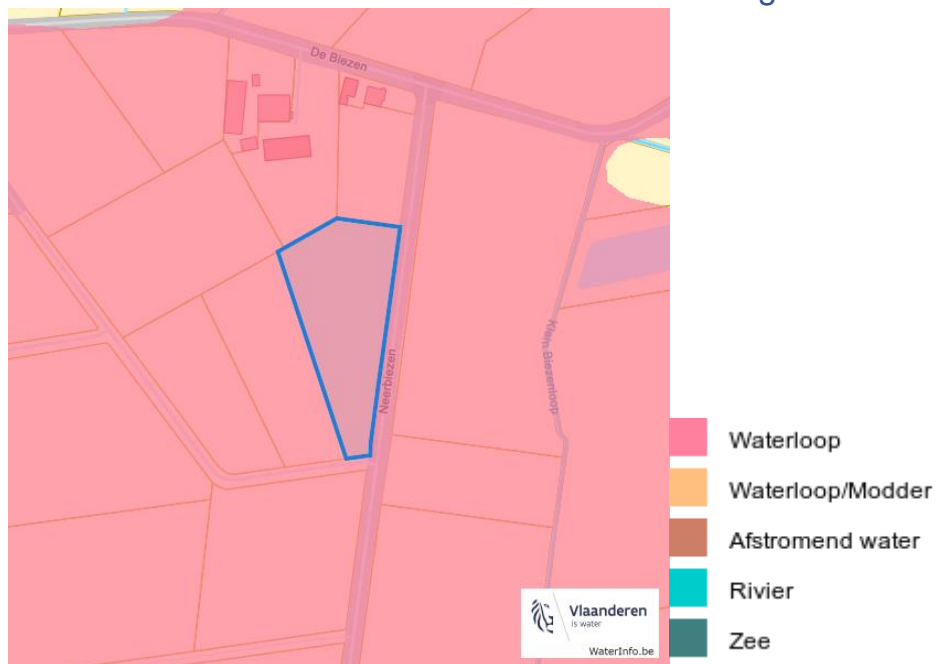 De Biezen
Neerbiezen
Klein Biezenloop
Waterloop
Waterloop/Modder
Afstromend water
Rivier
Zee
Vlaanderen
is water
WaterInfo.be